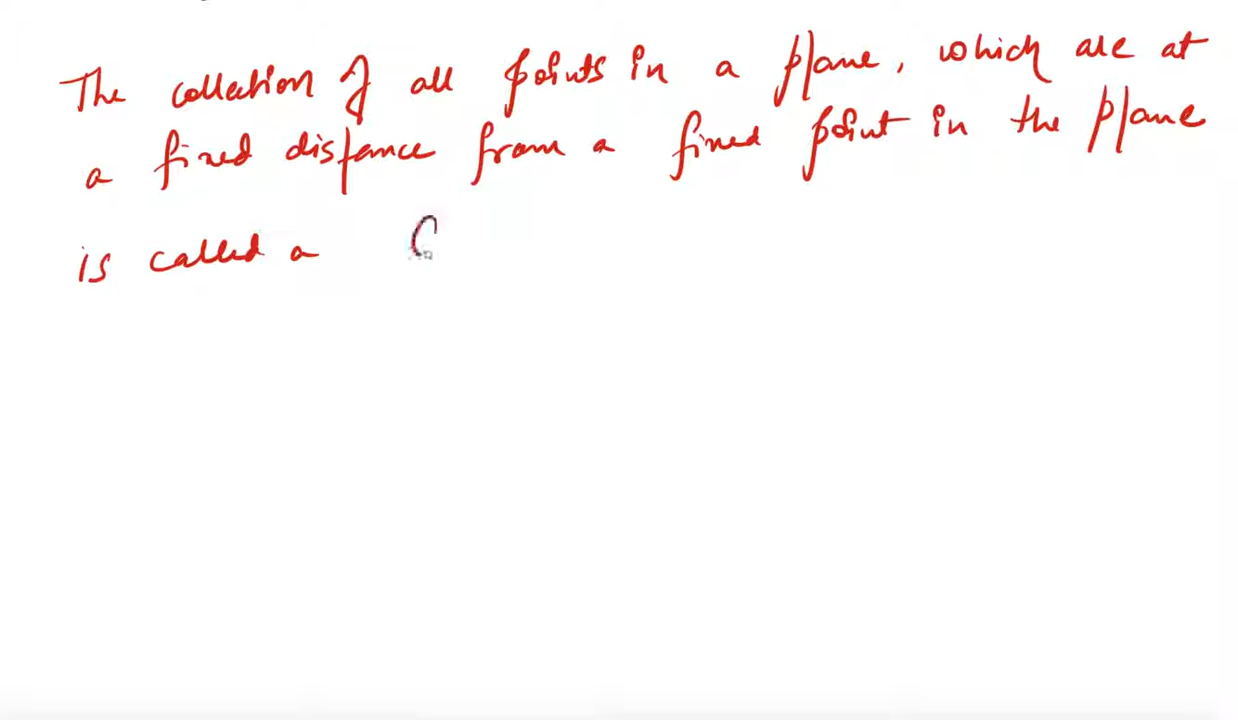 The collection of all points in a plane, which are at
a fixed distance from a fixed point in the plane
is called a C